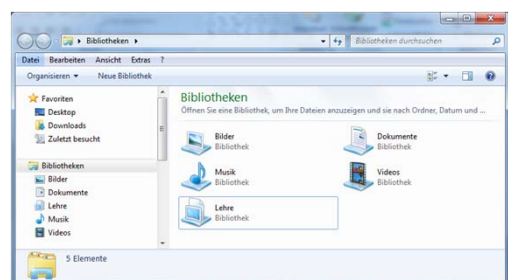 Bibliotheken
Bibliotheken durchsuchen
Datei Bearbeiten Ansicht Extras ?
Organisieren Neue Bibliothek
Favoriten
Desktop
Downloads
Zuletzt besucht
Bibliotheken
Bilder
Dokumente
Lehre
Musik
Videos
Bibliotheken
Öffnen Sie eine Bibliothek, um Ihre Dateien anzuzeigen und sie nach Ordner, Datum und ...
Bilder
Bibliothek
Dokumente
Bibliothek
Musik
Bibliothek
Videos
Bibliothek
Lehre
Bibliothek
5 Elemente